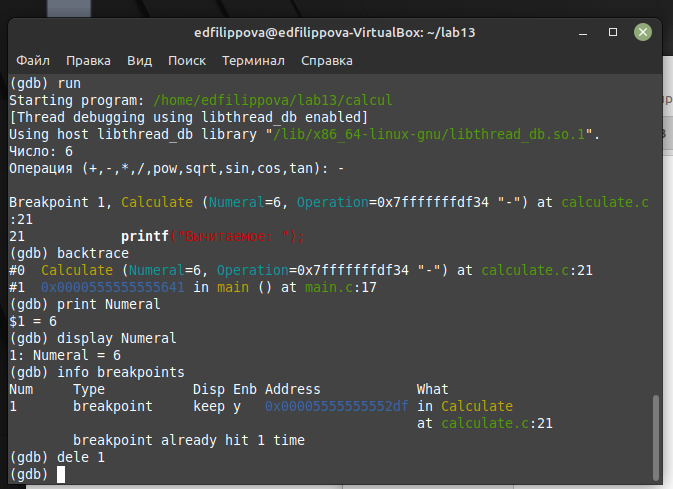 edfilippova@edfilippova-VirtualBox: ~/lab13
Файл Правка Вид Поиск Терминал Справка
(gdb) run
Starting program: /home/edfilippova/lab13/calcul
[Thread debugging using libthread_db enabled]
Using host libthread_db library "/lib/x86_64-linux-gnu/libthread_db.so.1".
Число: 6
Операция (+,-,*,/,pow,sqrt,sin,cos,tan): -
Breakpoint 1, Calculate (Numeral=6, Operation=0x7fffffffdf34 "-") at calculate.c
:21
21 printf("Вычитаемое: ");
(gdb) backtrace
#0 Calculate (Numeral=6, Operation=0x7fffffffdf34 "-") at calculate.c:21
#1 0x0000555555555641 in main () at main.c:17
(gdb) print Numeral
$1 = 6
(gdb) display Numeral
1: Numeral = 6
(gdb) info breakpoints
Num Type Disp Enb Address What
1 breakpoint keep y 0x00005555555552df in Calculate
at calculate.c:21
breakpoint already hit 1 time
(gdb) dele 1
(gdb)